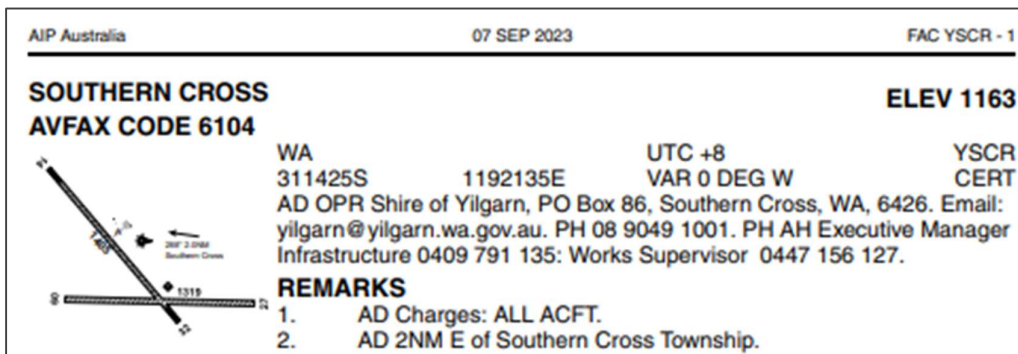 AIP Australia 07 SEP 2023 FAC YSCR - 1
SOUTHERN CROSS ELEV 1163
AVFAX CODE 6104
WA UTC +8 YSCR
311425S 1192135E VAR 0 DEG W CERT
AD OPR Shire of Yilgarn, PO Box 86, Southern Cross, WA, 6426. Email:
yilgarn@yilgarn.wa.gov.au. PH 08 9049 1001. PH AH Executive Manager
Infrastructure 0409 791 135: Works Supervisor 0447 156 127.
REMARKS
1. AD Charges: ALL ACFT.
2. AD 2NM E of Southern Cross Township.
Southern Cross
1319
09
27